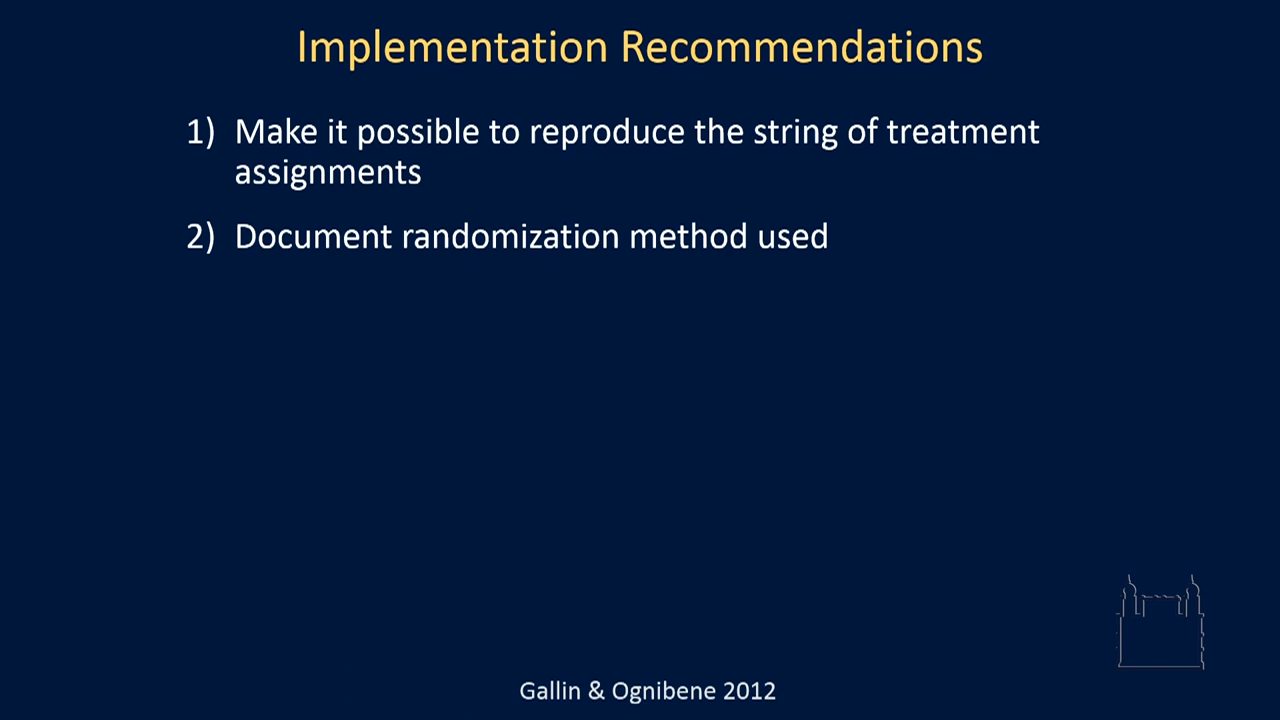 Implementation Recommendations
1) Make it possible to reproduce the string of treatment
assignments
2) Document randomization method used
Gallin & Ognibene 2012